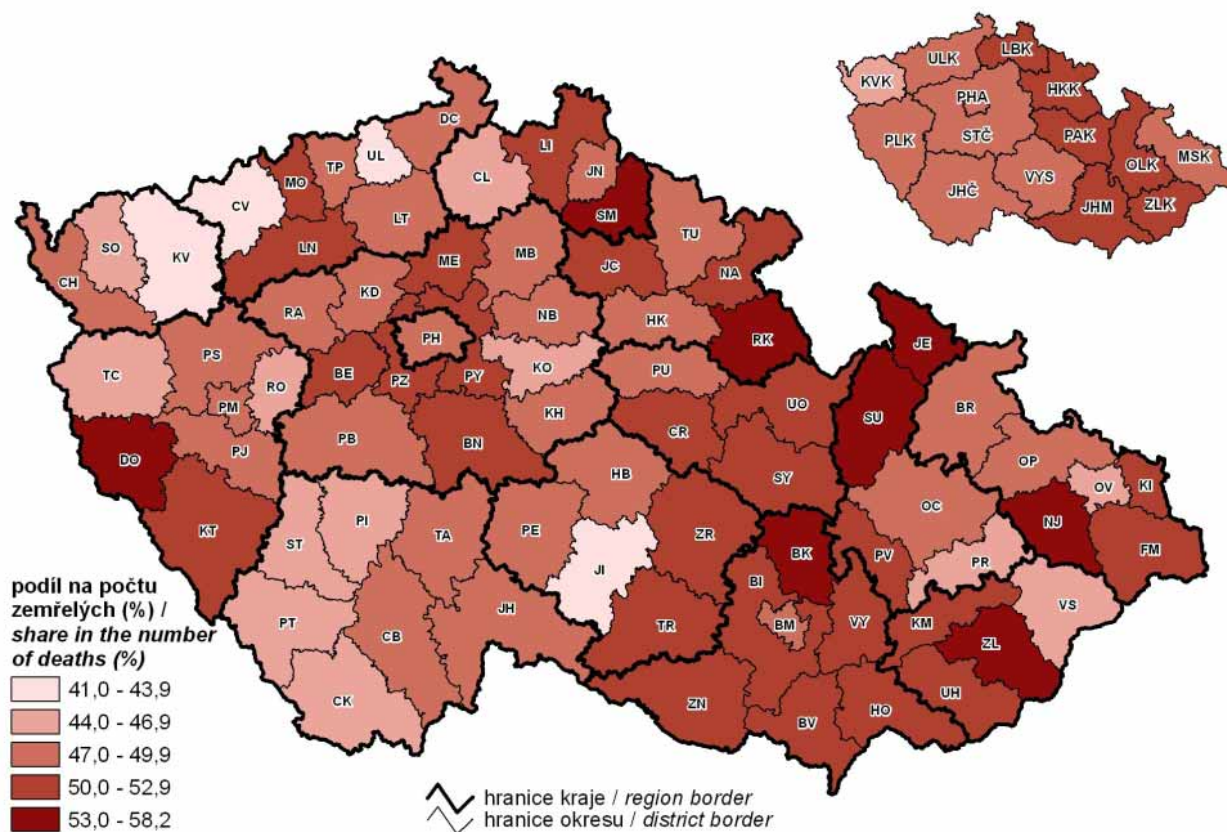 LBK
ULK
KVK
HKK
PHA
PAK
STČ
PLK
OLK
MSK
VYS
JHČ
JHM
ZLK
DC
LI
UL
TP
JN
CL
MO
CV
SM
LT
TU
SO
KV
LN
ME
MB
JC
NA
CH
KD
RA
NB
HK
PH
RK
JE
PS
TC
RO
BE
PZ
PY
KO
PU
PM
UO
SU
BR
KH
PB
BN
CR
PJ
DO
OP
HB
SY
OV
KI
OC
NJ
PI
TA
PE
ZR
KT
ST
BK
PV
PR
FM
JI
BI
VS
PT
CB
JH
TR
BM
VY
KM
ZL
CK
ZN
BV
HO
UH
podíl na počtu
zemřelých (%) /
share in the number
of deaths (%)
41,0 - 43,9
44,0 - 46,9
47,0 - 49,9
50,0 - 52,9
53,0 - 58,2
hranice kraje / region border
hranice okresu / district border